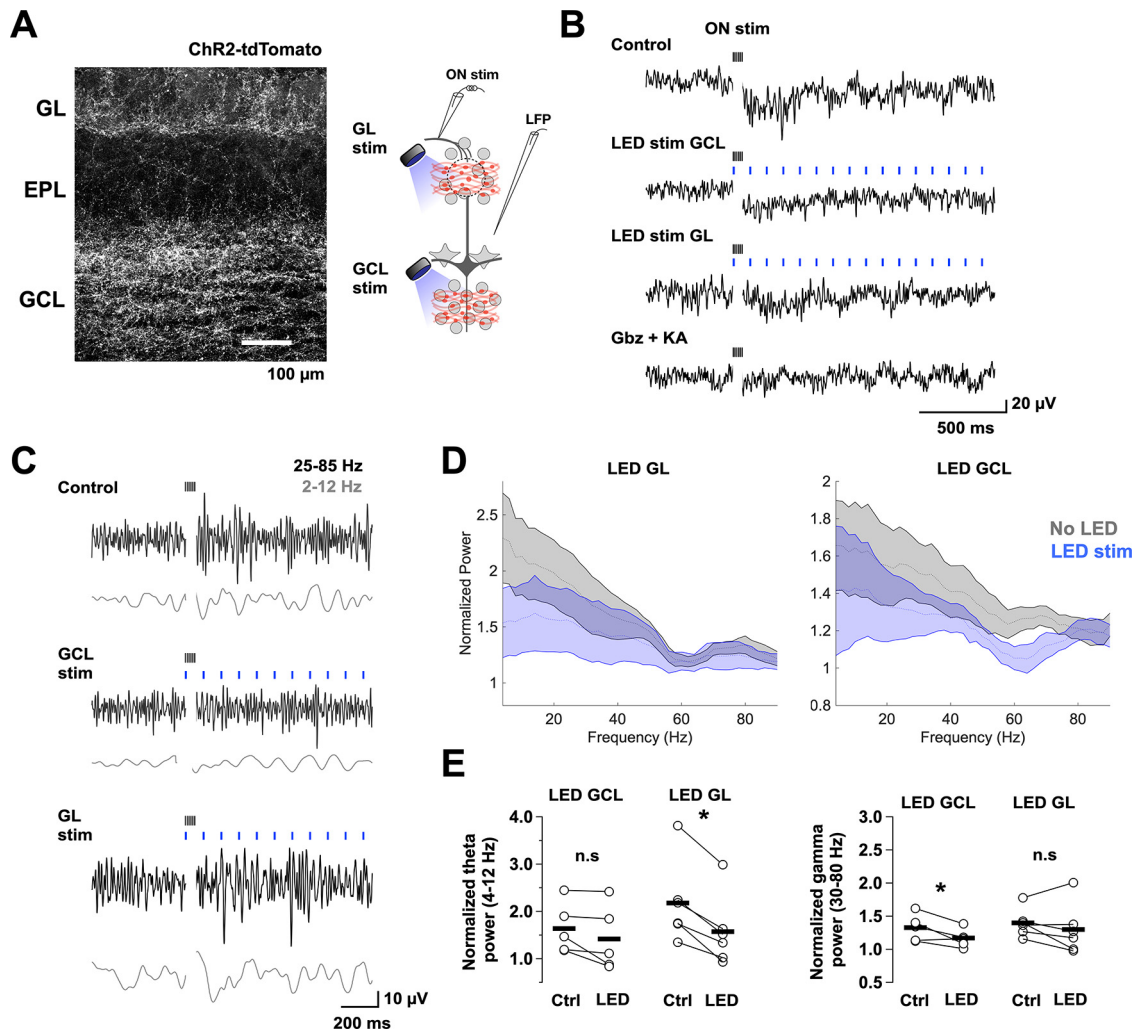 A
ChR2-tdTomato
GL
EPL
GCL
100 µm
ON stim
LFP
GL
stim
GCL
stim
B
ON stim
Control
LED stim GCL
LED stim GL
Gbz + KA
20 µV
500 ms
C
25-85 Hz
2-12 Hz
Control
GCL
stim
GL
stim
10 µV
200 ms
D
LED GL
LED GCL
Normalized Power
2.5
2
1.5
1
20
40
60
80
Frequency (Hz)
2
1.8
1.6
1.4
1.2
1
0.8
20
40
60
80
Frequency (Hz)
No LED
LED stim
E
LED GCL
LED GL
Normalized theta
power (4-12 Hz)
4.0
3.0
2.0
1.0
n.s
*
Ctrl
LED
Ctrl
LED
LED GCL
LED GL
Normalized gamma
power (30-80 Hz)
3.0
2.5
2.0
1.5
1.0
0.5
*
n.s
Ctrl
LED
Ctrl
LED